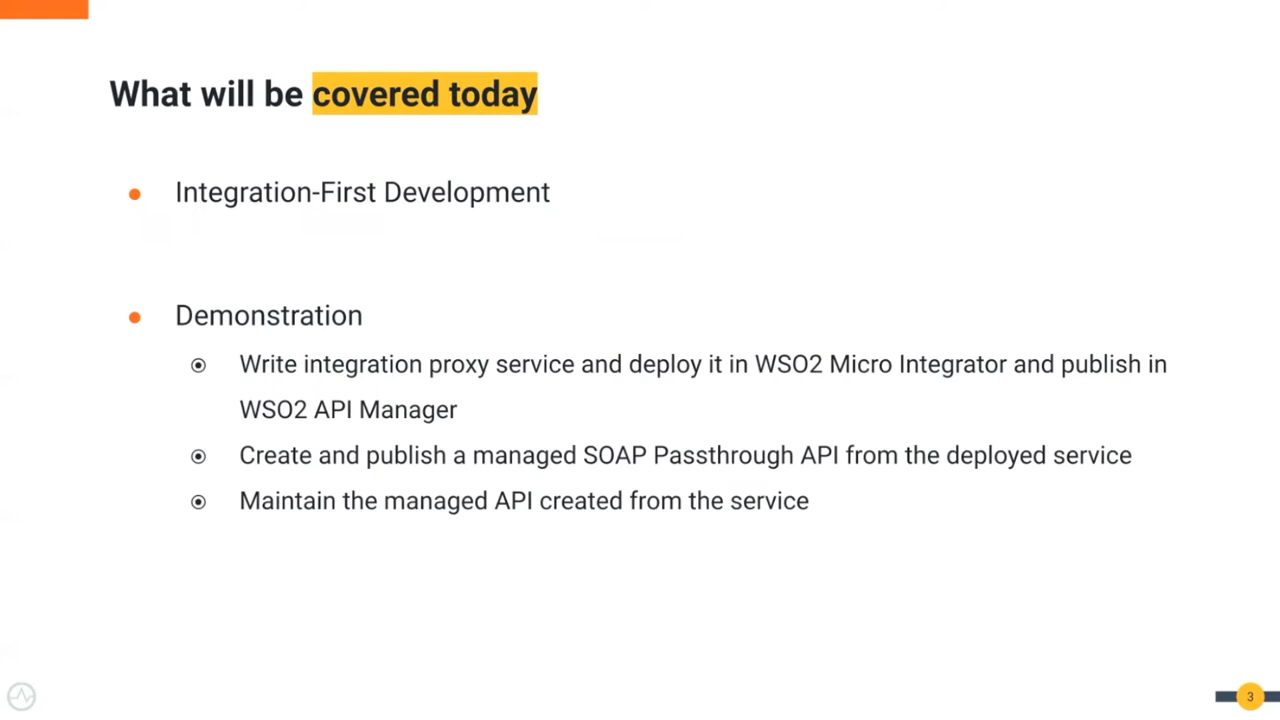 What will be covered today
Integration-First Development
Demonstration
Write integration proxy service and deploy it in WSO2 Micro Integrator and publish in
WSO2 API Manager
Create and publish a managed SOAP Passthrough API from the deployed service
Maintain the managed API created from the service
3